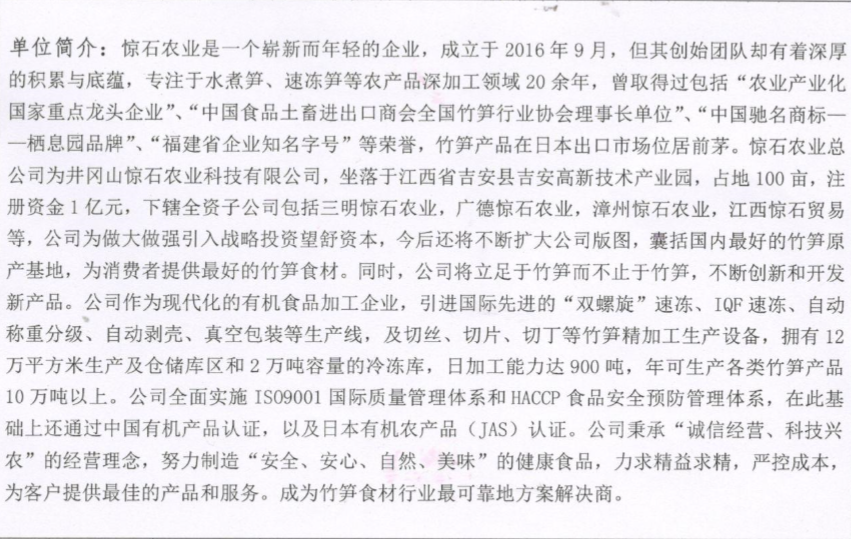 单位简介：惊石农业是一个崭新而年轻的企业，成立于 2016 年 9 月，但其创始团队却有着深厚
的积累与底蕴，专注于水煮笋、速冻笋等农产品深加工领域 20 余年，曾取得过包括“农业产业化
国家重点龙头企业”、“中国食品土畜进出口商会全国竹笋行业协会理事长单位”、“中国驰名商标—
—栖息园品牌”、“福建省企业知名字号”等荣誉，竹笋产品在日本出口市场位居前茅。惊石农业总
公司为井冈山惊石农业科技有限公司，坐落于江西省吉安县吉安高新技术产业园，占地 100 亩，注
册资金 1 亿元，下辖全资子公司包括三明惊石农业，广德惊石农业，漳州惊石农业，江西惊石贸易
等，公司为做大做强引入战略投资望舒资本，今后还将不断扩大公司版图，囊括国内最好的竹笋原
产基地，为消费者提供最好的竹笋食材。同时，公司将立足于竹笋而不止于竹笋，不断创新和开发
新产品。公司作为现代化的有机食品加工企业，引进国际先进的“双螺旋”速冻、IQF 速冻、自动
称重分级、自动剥壳、真空包装等生产线，及切丝、切片、切丁等竹笋精加工生产设备，拥有 12
万平方米生产及仓储库区和 2 万吨容量的冷冻库，日加工能力达 900 吨，年可生产各类竹笋产品
10 万吨以上。公司全面实施 ISO9001 国际质量管理体系和 HACCP 食品安全预防管理体系，在此基
础上还通过中国有机产品认证，以及日本有机农产品（JAS）认证。公司秉承“诚信经营、科技兴
农”的经营理念，努力制造“安全、安心、自然、美味”的健康食品，力求精益求精，严控成本，
为客户提供最佳的产品和服务。成为竹笋食材行业最可靠地方案解决商。